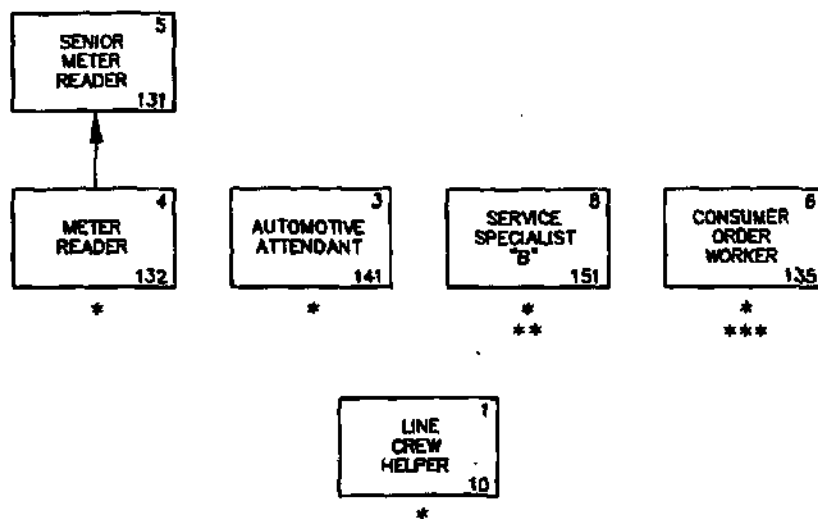 5
SENIOR
METER
READER
131
4
METER
READER
132
*
3
AUTOMOTIVE
ATTENDANT
141
*
8
SERVICE
SPECIALIST
"B"
151
*
**
6
CONSUMER
ORDER
WORKER
135
*
***
1
LINE
CREW
HELPER
10
*